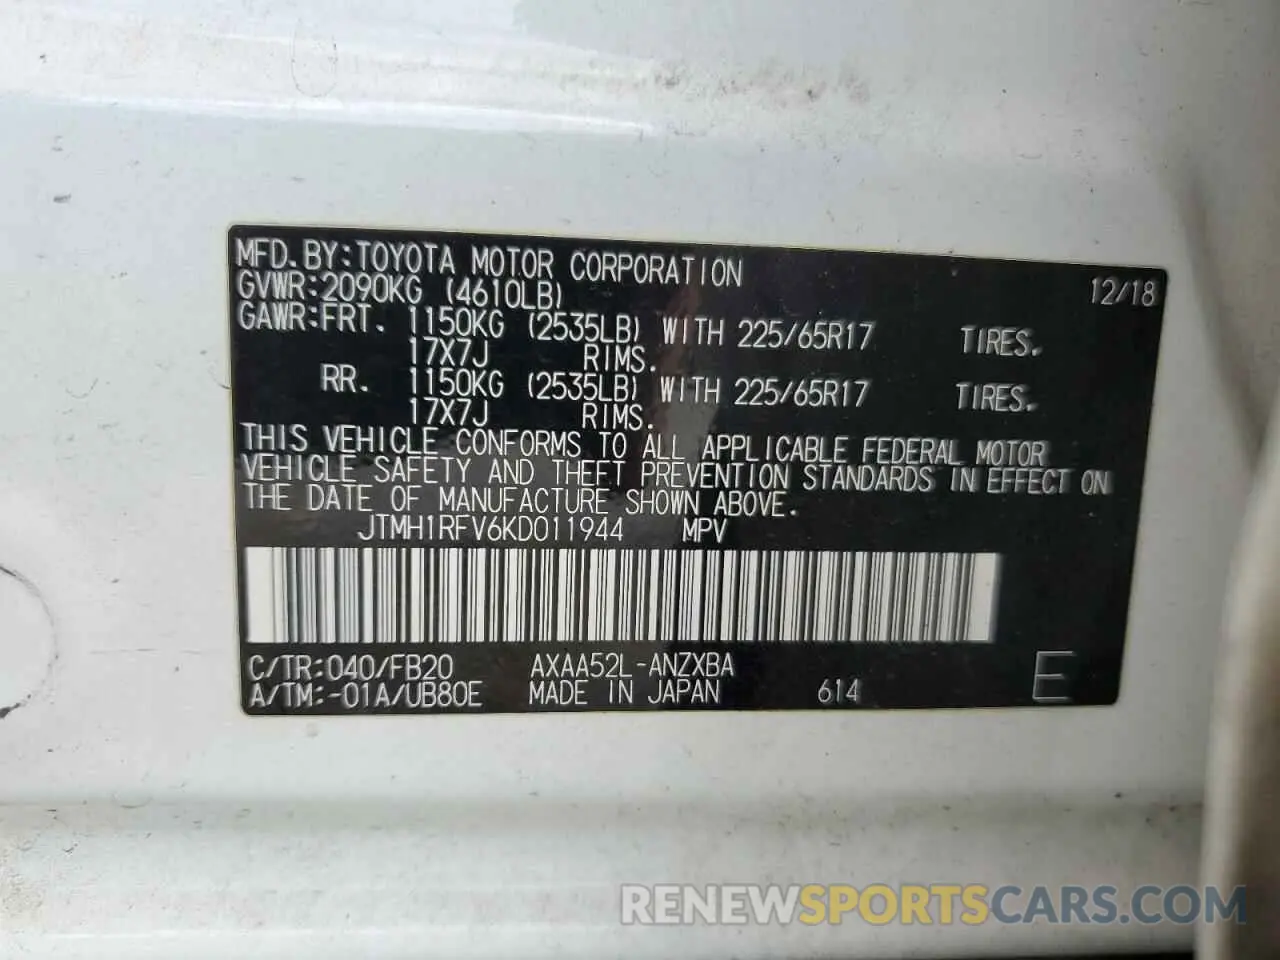 MFD. BY: TOYOTA MOTOR CORPORATION 12/18
GVWR: 2090KG (4610LB)
GAWR: FRT. 1150KG (2535LB) WITH 225/65R17 TIRES.
17X7J RIMS.
RR. 1150KG (2535LB) WITH 225/65R17 TIRES.
17X7J RIMS.
THIS VEHICLE CONFORMS TO ALL APPLICABLE FEDERAL MOTOR
VEHICLE SAFETY AND THEFT PREVENTION STANDARDS IN EFFECT ON
THE DATE OF MANUFACTURE SHOWN ABOVE.
JTMH1RFV6KD011944 MPV
C/TR: 040/FB20 AXAA52L-ANZXBA
A/TM: -01A/UB80E MADE IN JAPAN 614 E
RENEWSPORTSCARS.COM